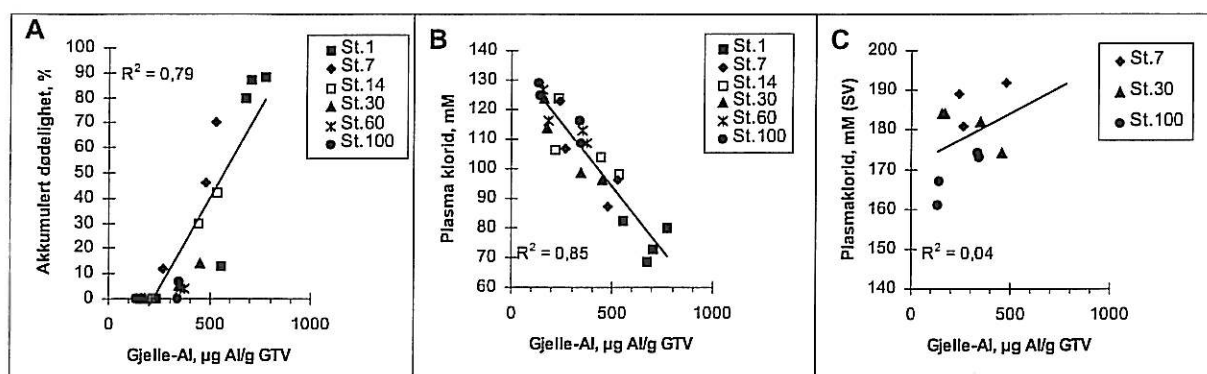 A
Akkumulert dødelighet, %
100
90
80
70
60
50
40
30
20
10
0
R² = 0,79
St.1
St.7
St.14
St.30
St.60
St.100
0 500 1000
Gjelle-Al, µg Al/g GTV
B
Plasma klorid, mM
140
130
120
110
100
90
80
70
60
R² = 0,85
St.1
St.7
St.14
St.30
St.60
St.100
0 500 1000
Gjelle-Al, µg Al/g GTV
C
Plasmaklorid, mM (SV)
200
190
180
170
160
150
140
R² = 0,04
St.7
St.30
St.100
0 500 1000
Gjelle-Al, µg Al/g GTV